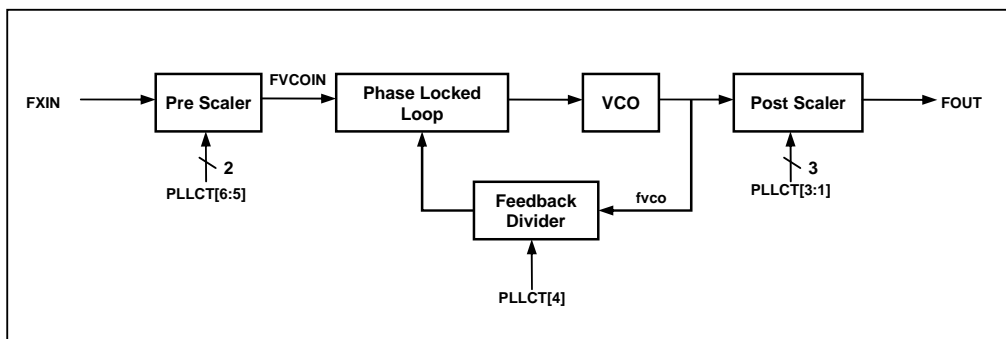 FXIN
Pre Scaler
FVCOIN
Phase Locked
Loop
VCO
Post Scaler
FOUT
2
PLLCT[6:5]
3
PLLCT[3:1]
Feedback
Divider
fvco
PLLCT[4]